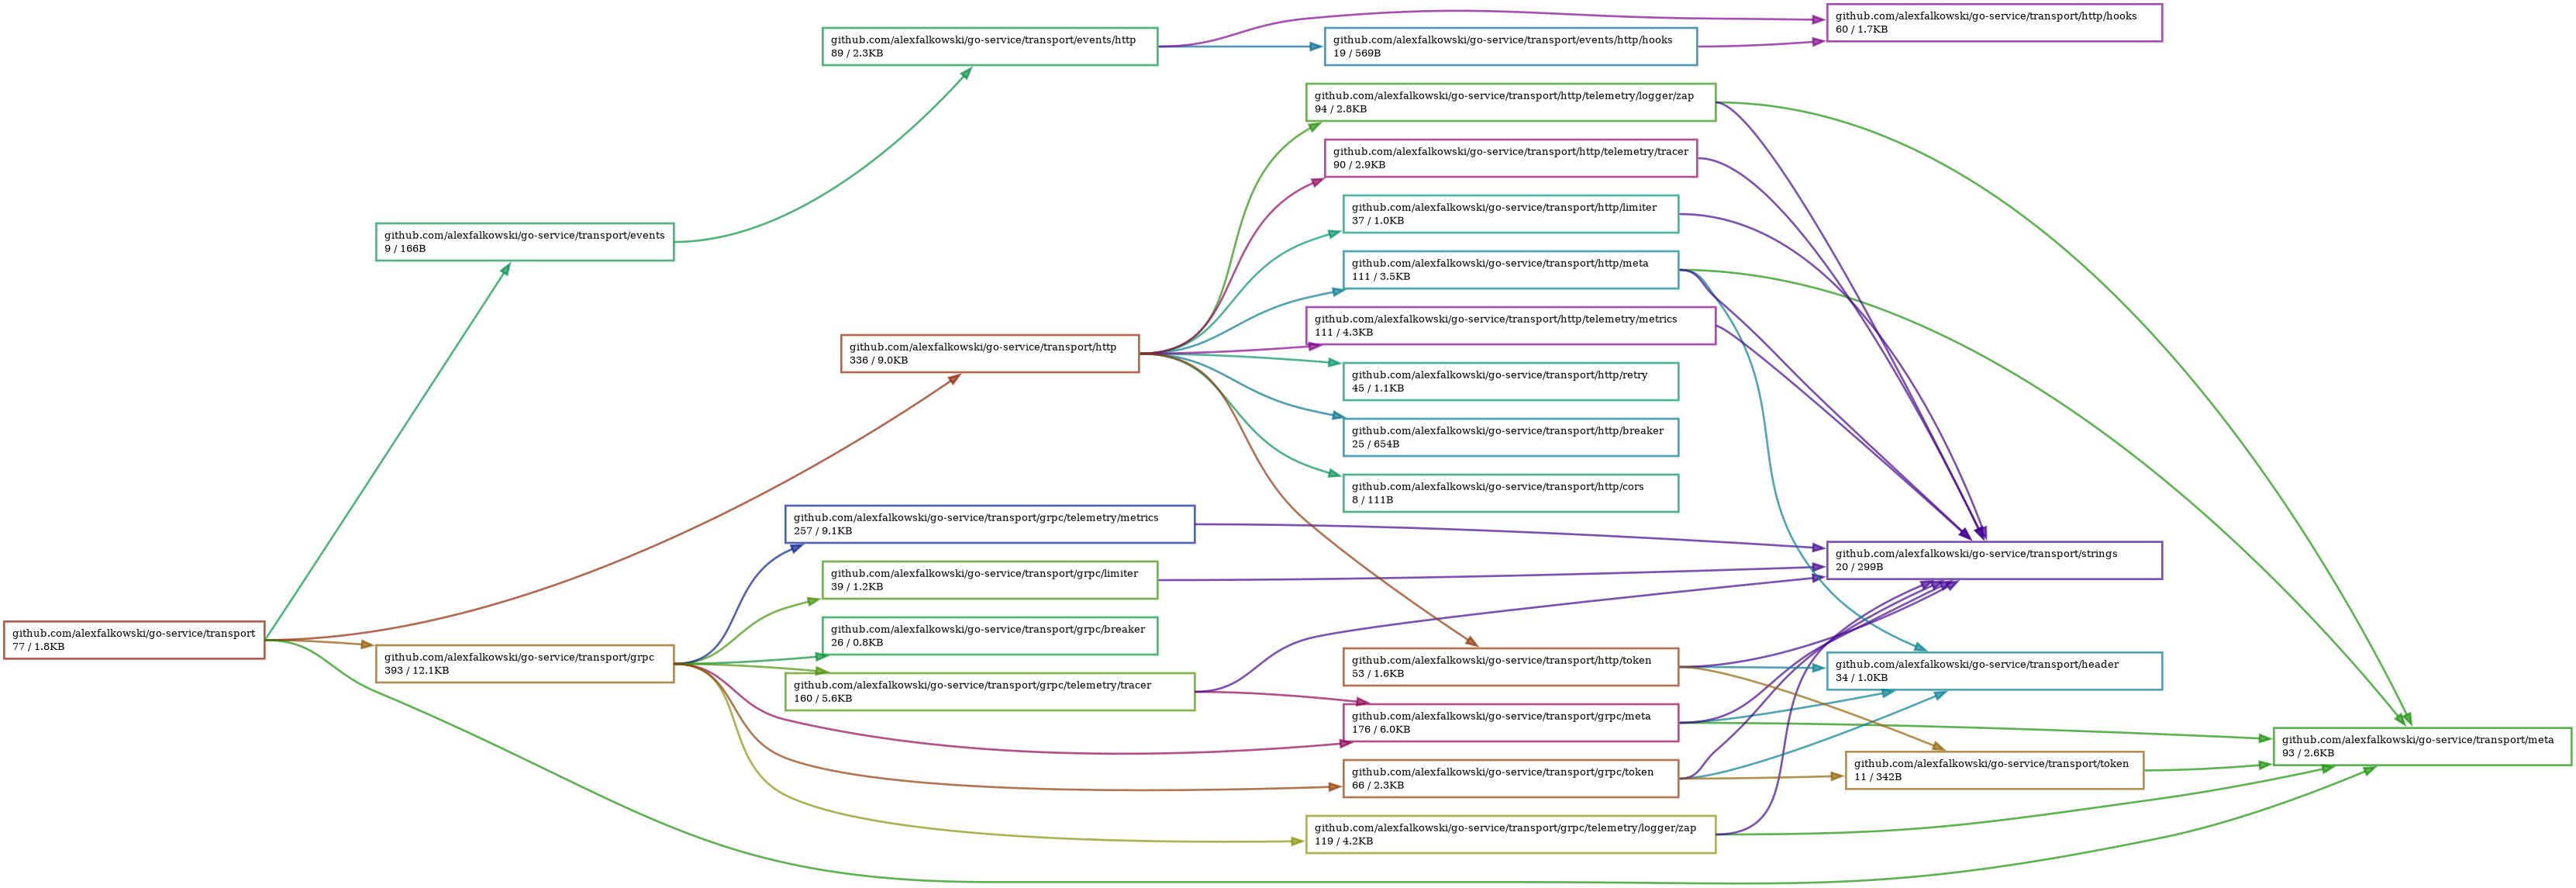 github.com/alexfalkowski/go-service/transport/http/hooks
60 / 1.7KB
github.com/alexfalkowski/go-service/transport/events/http
89 / 2.3KB
github.com/alexfalkowski/go-service/transport/events/http/hooks
19 / 569B
github.com/alexfalkowski/go-service/transport/http/telemetry/logger/zap
94 / 2.8KB
github.com/alexfalkowski/go-service/transport/http/telemetry/tracer
90 / 2.9KB
github.com/alexfalkowski/go-service/transport/http/limiter
37 / 1.0KB
github.com/alexfalkowski/go-service/transport/events
9 / 166B
github.com/alexfalkowski/go-service/transport/http/meta
111 / 3.5KB
github.com/alexfalkowski/go-service/transport/http/telemetry/metrics
111 / 4.3KB
github.com/alexfalkowski/go-service/transport/http
336 / 9.0KB
github.com/alexfalkowski/go-service/transport/http/retry
45 / 1.1KB
github.com/alexfalkowski/go-service/transport/http/breaker
25 / 654B
github.com/alexfalkowski/go-service/transport/http/cors
8 / 111B
github.com/alexfalkowski/go-service/transport/grpc/telemetry/metrics
257 / 9.1KB
github.com/alexfalkowski/go-service/transport/strings
20 / 299B
github.com/alexfalkowski/go-service/transport/grpc/limiter
39 / 1.2KB
github.com/alexfalkowski/go-service/transport
77 / 1.8KB
github.com/alexfalkowski/go-service/transport/grpc/breaker
26 / 0.8KB
github.com/alexfalkowski/go-service/transport/grpc
393 / 12.1KB
github.com/alexfalkowski/go-service/transport/http/token
53 / 1.6KB
github.com/alexfalkowski/go-service/transport/header
34 / 1.0KB
github.com/alexfalkowski/go-service/transport/grpc/telemetry/tracer
160 / 5.6KB
github.com/alexfalkowski/go-service/transport/grpc/meta
176 / 6.0KB
github.com/alexfalkowski/go-service/transport/meta
93 / 2.6KB
github.com/alexfalkowski/go-service/transport/token
11 / 342B
github.com/alexfalkowski/go-service/transport/grpc/token
66 / 2.3KB
github.com/alexfalkowski/go-service/transport/grpc/telemetry/logger/zap
119 / 4.2KB